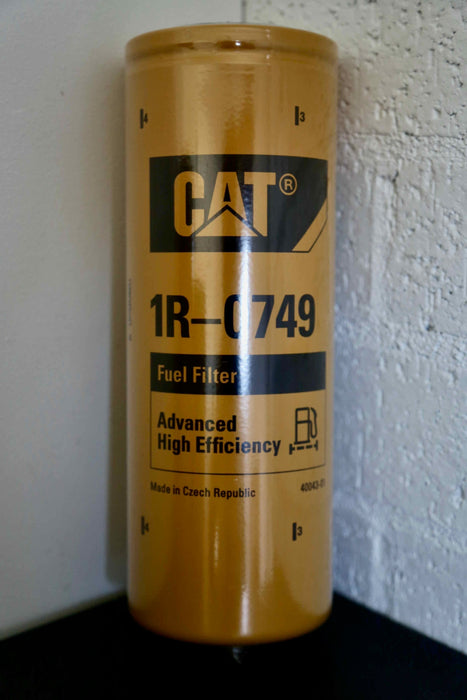 4 3
CAT®
1R-0749
Fuel Filter
Advanced
High Efficiency
Made in Czech Republic 40043-01
4 3